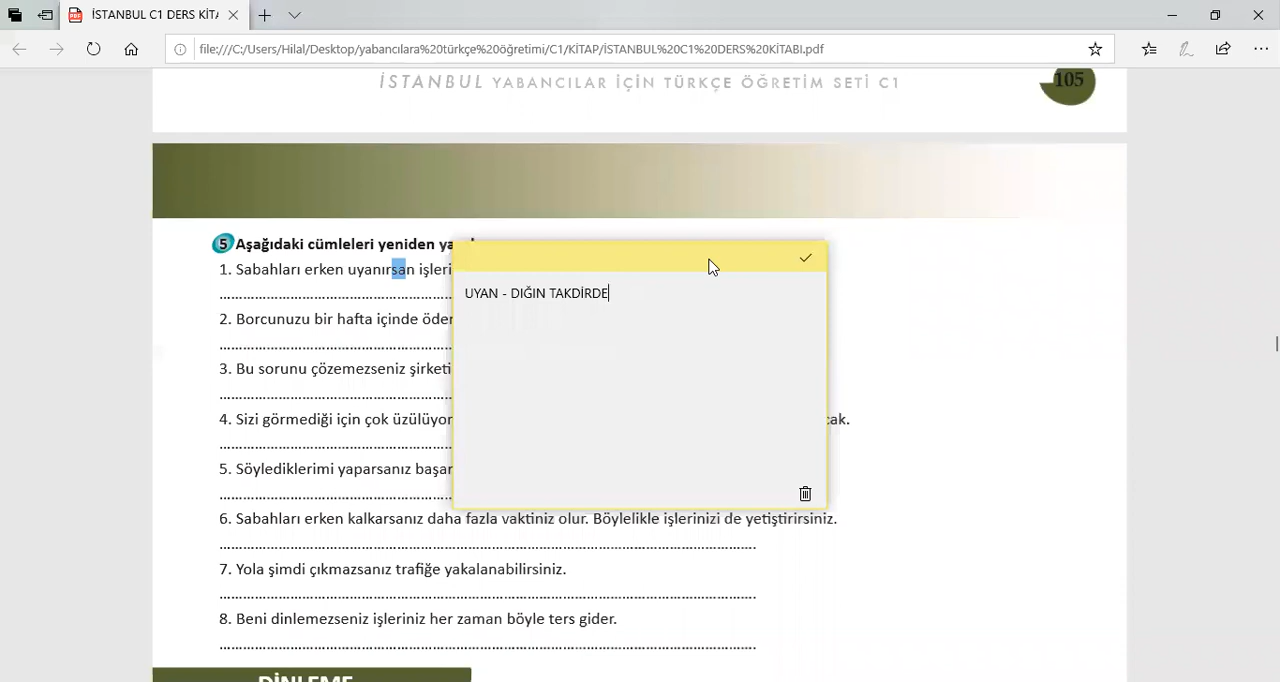 İSTANBUL C1 DERS KİTA
file:///C:/Users/Hilal/Desktop/yabancılara%20türkçe%20öğretimi/C1/KİTAP/İSTANBUL%20C1%20DERS%20KİTABI.pdf
İSTANBUL YABANCILAR İÇİN TÜRKÇE ÖĞRETİM SETİ C1
105
5 Aşağıdaki cümleleri yeniden
1. Sabahları erken uyanırsan işleri
2. Borcunuzu bir hafta içinde öder
3. Bu sorunu çözemezseniz şirketi
4. Sizi görmediği için çok üzülüyor
cak.
5. Söylediklerimi yaparsanız başar
UYAN - DIĞIN TAKDİRDE
6. Sabahları erken kalkarsanız daha fazla vaktiniz olur. Böylelikle işlerinizi de yetiştirirsiniz.
7. Yola şimdi çıkmazsanız trafiğe yakalanabilirsiniz.
8. Beni dinlemezseniz işleriniz her zaman böyle ters gider.
DİNLEME